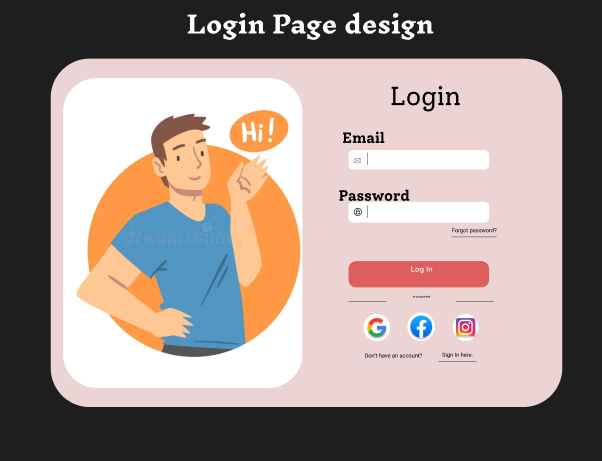 Login Page design
Hi!
Login
Email
Password
Forgot password?
Log In
Don't have an account?
Sign In here.
dreamstime.